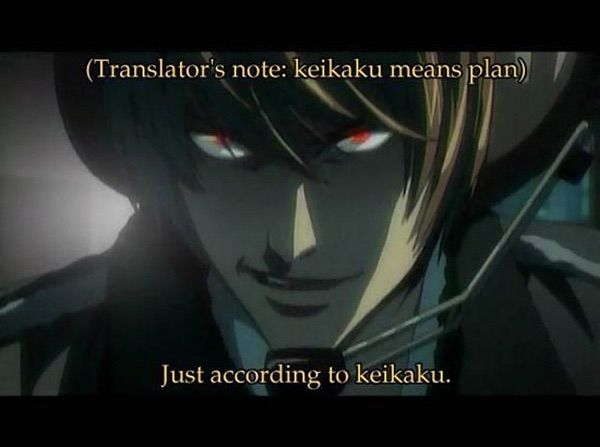 (Translator's note: keikaku means plan)
Just according to keikaku.